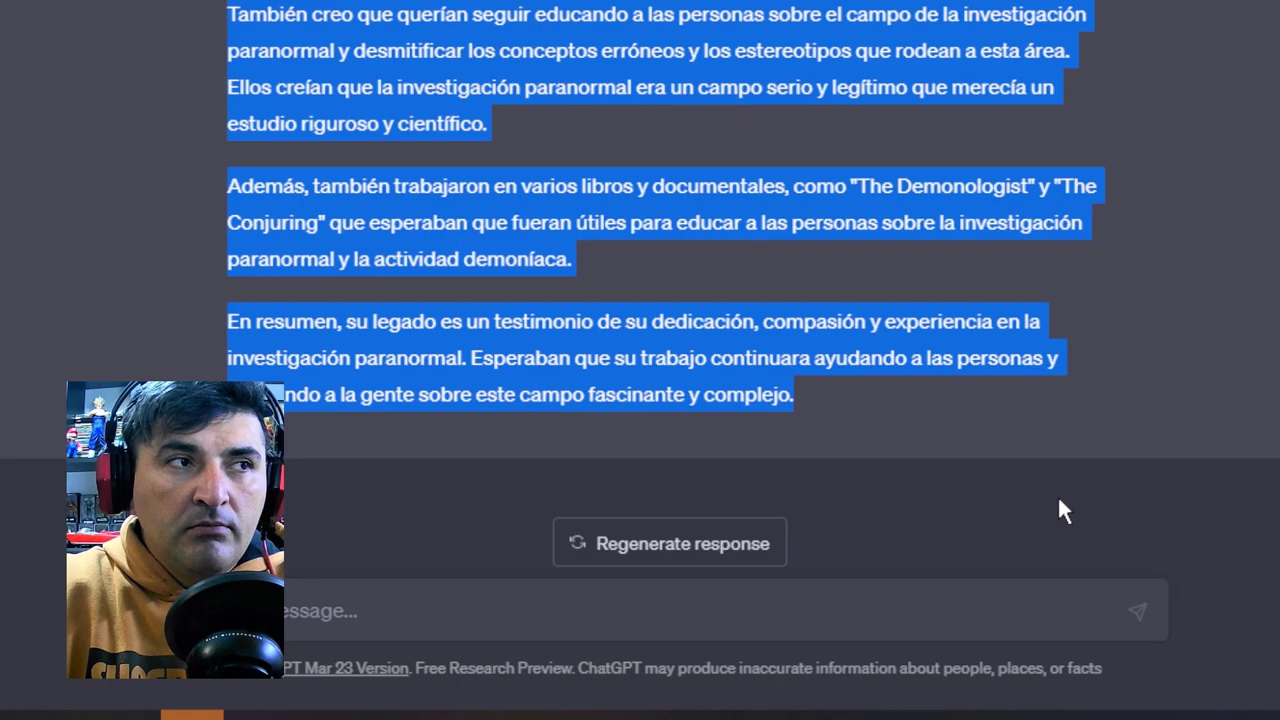 También creo que querían seguir educando a las personas sobre el campo de la investigación
paranormal y desmitificar los conceptos erróneos y los estereotipos que rodean a esta área.
Ellos creían que la investigación paranormal era un campo serio y legítimo que merecía un
estudio riguroso y científico.
Además, también trabajaron en varios libros y documentales, como "The Demonologist" y "The
Conjuring" que esperaban que fueran útiles para educar a las personas sobre la investigación
paranormal y la actividad demoníaca.
En resumen, su legado es un testimonio de su dedicación, compasión y experiencia en la
investigación paranormal. Esperaban que su trabajo continuara ayudando a las personas y
ndo a la gente sobre este campo fascinante y complejo.
Regenerate response
essage...
PT Mar 23 Version. Free Research Preview. ChatGPT may produce inaccurate information about people, places, or facts